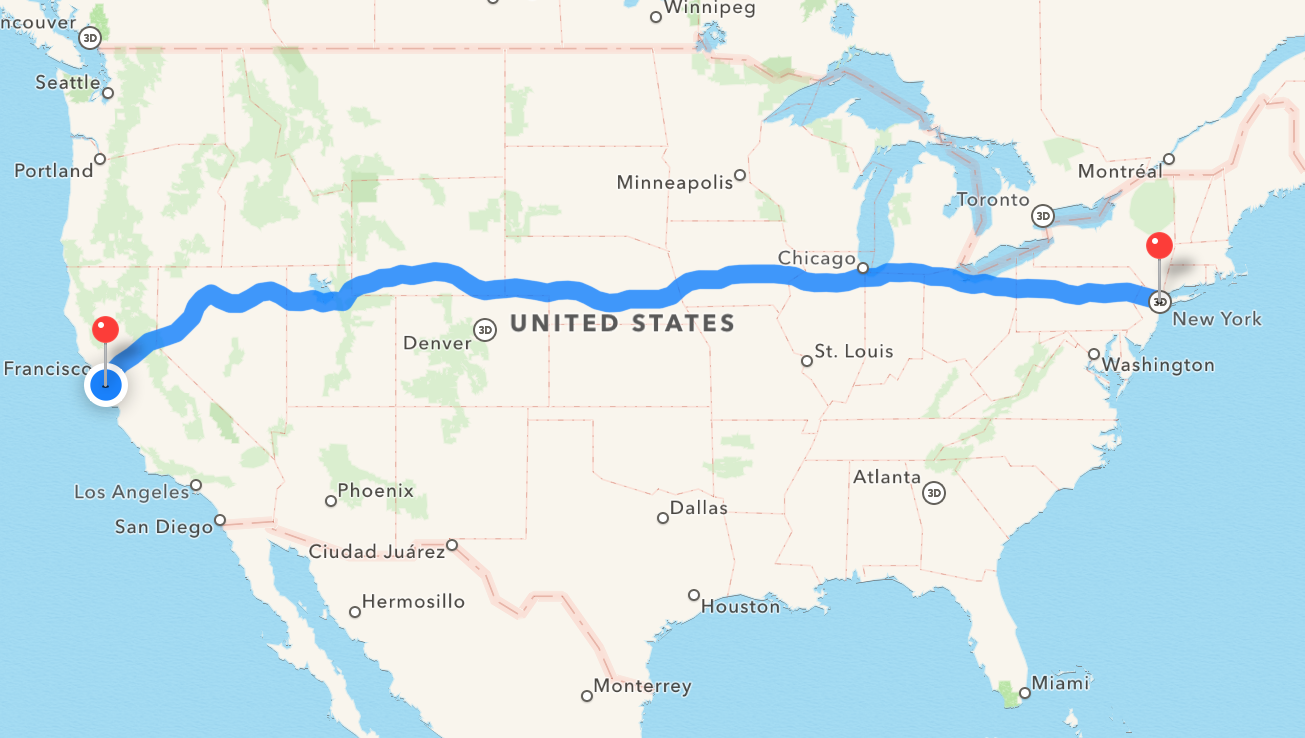 Winnipeg
ncouver
3D
Seattle
Portland
Minneapolis
Montréal
Toronto
3D
Chicago
3D
New York
UNITED STATES
3D
Denver
St. Louis
Francisco
Washington
Los Angeles
Phoenix
Atlanta
3D
San Diego
Dallas
Ciudad Juárez
Hermosillo
Houston
Monterrey
Miami